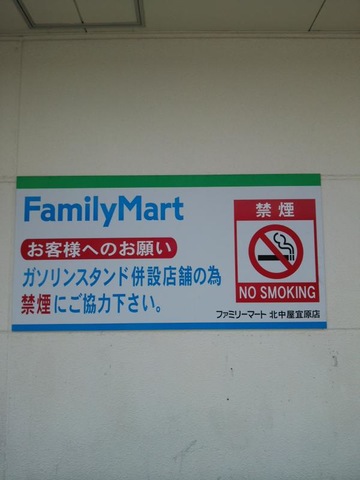 FamilyMart
お客様へのお願い
ガソリンスタンド併設店舗の為
禁煙にご協力下さい。
禁煙
NO SMOKING
ファミリーマート 北中屋宜原店